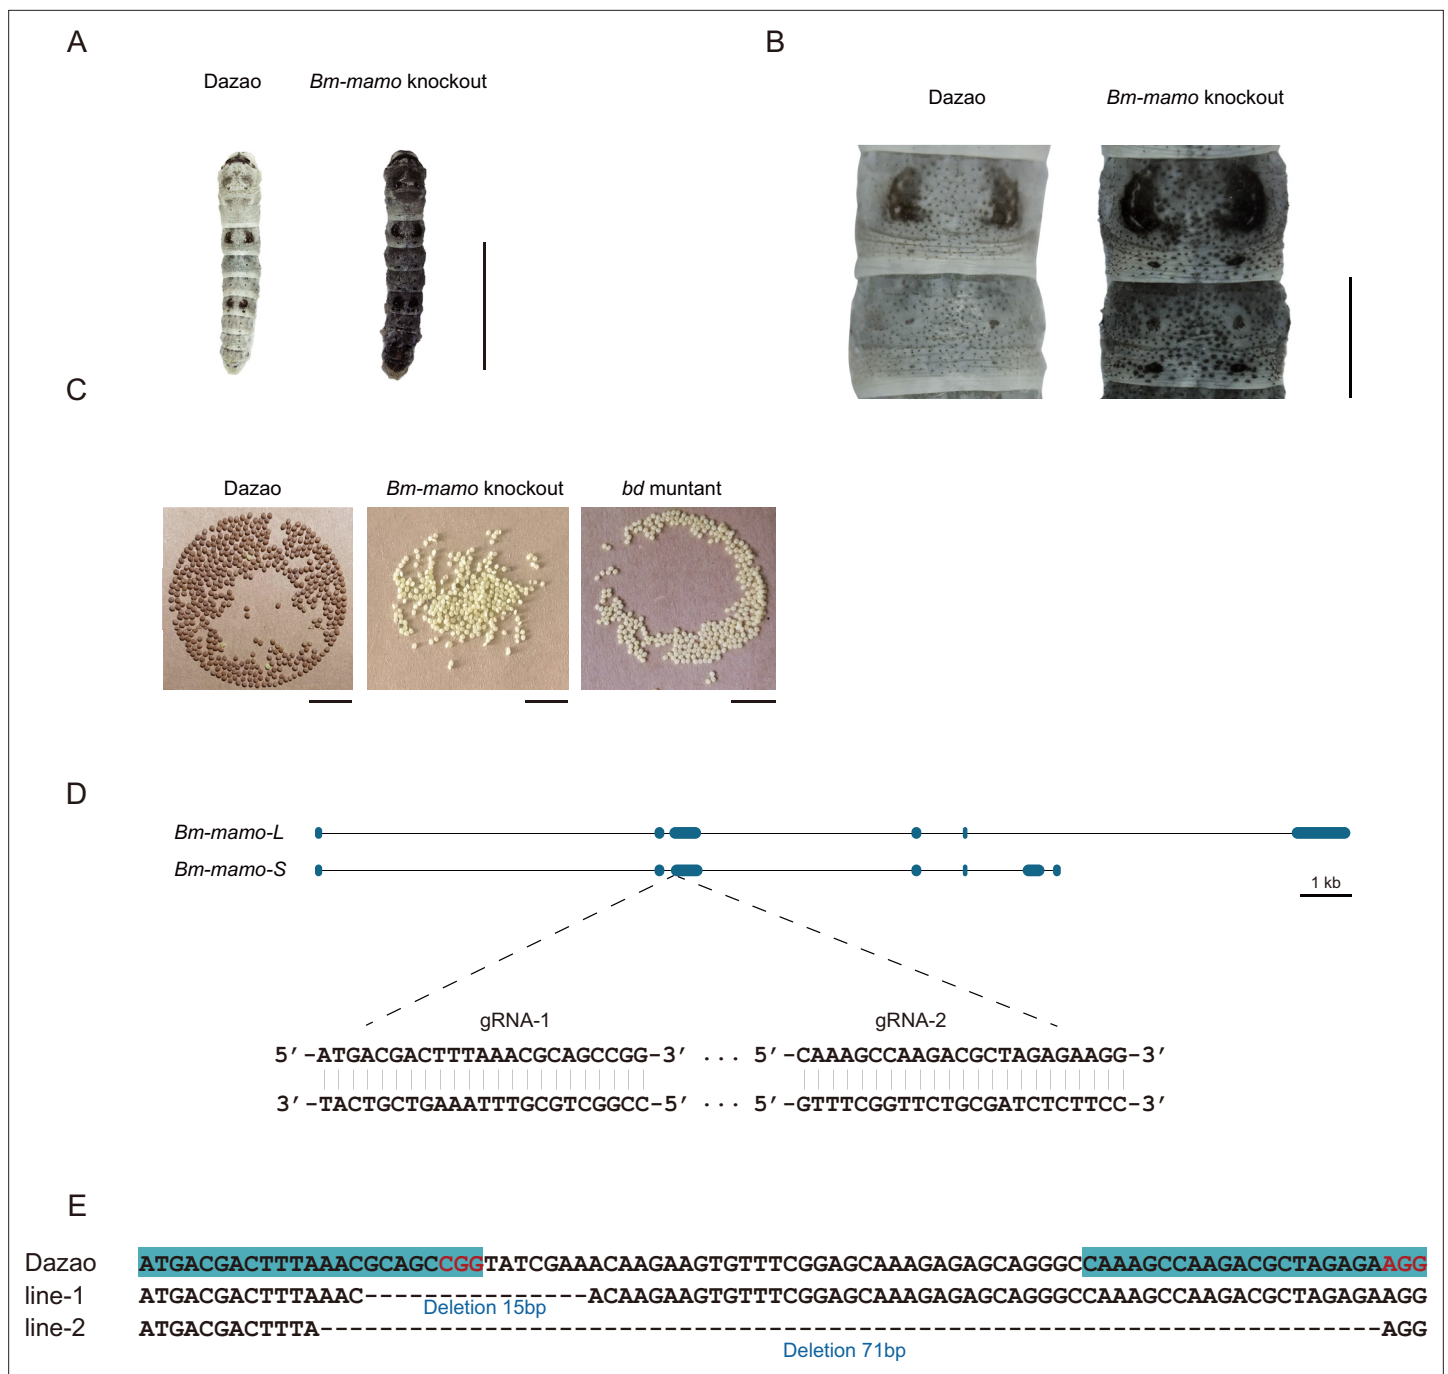 A
Dazao
Bm-mamo knockout
B
Dazao
Bm-mamo knockout
C
Dazao
Bm-mamo knockout
bd muntant
D
Bm-mamo-L
Bm-mamo-S
1 kb
gRNA-1
gRNA-2
5′-ATGACGACTTTAAACGCAGCCGG-3′ ... 5′-CAAAGCCAAGACGCTAGAGAAGG-3′
3′-TACTGCTGAAATTTGCGTCGGCC-5′ ... 5′-GTTTCGGTTCTGCGATCTCTTCC-3′
E
Dazao ATGACGACTTTAAACGCAGCCGGTATCGAAACAAGAAGTGTTTCGGAGCAAAGAGAGCAGGGCCAAAGCCAAGACGCTAGAGAAGG
line-1 ATGACGACTTTAAAC---------------ACAAGAAGTGTTTCGGAGCAAAGAGAGCAGGGCCAAAGCCAAGACGCTAGAGAAGG
Deletion 15bp
line-2 ATGACGACTTTA-----------------------------------------------------------------------AGG
Deletion 71bp